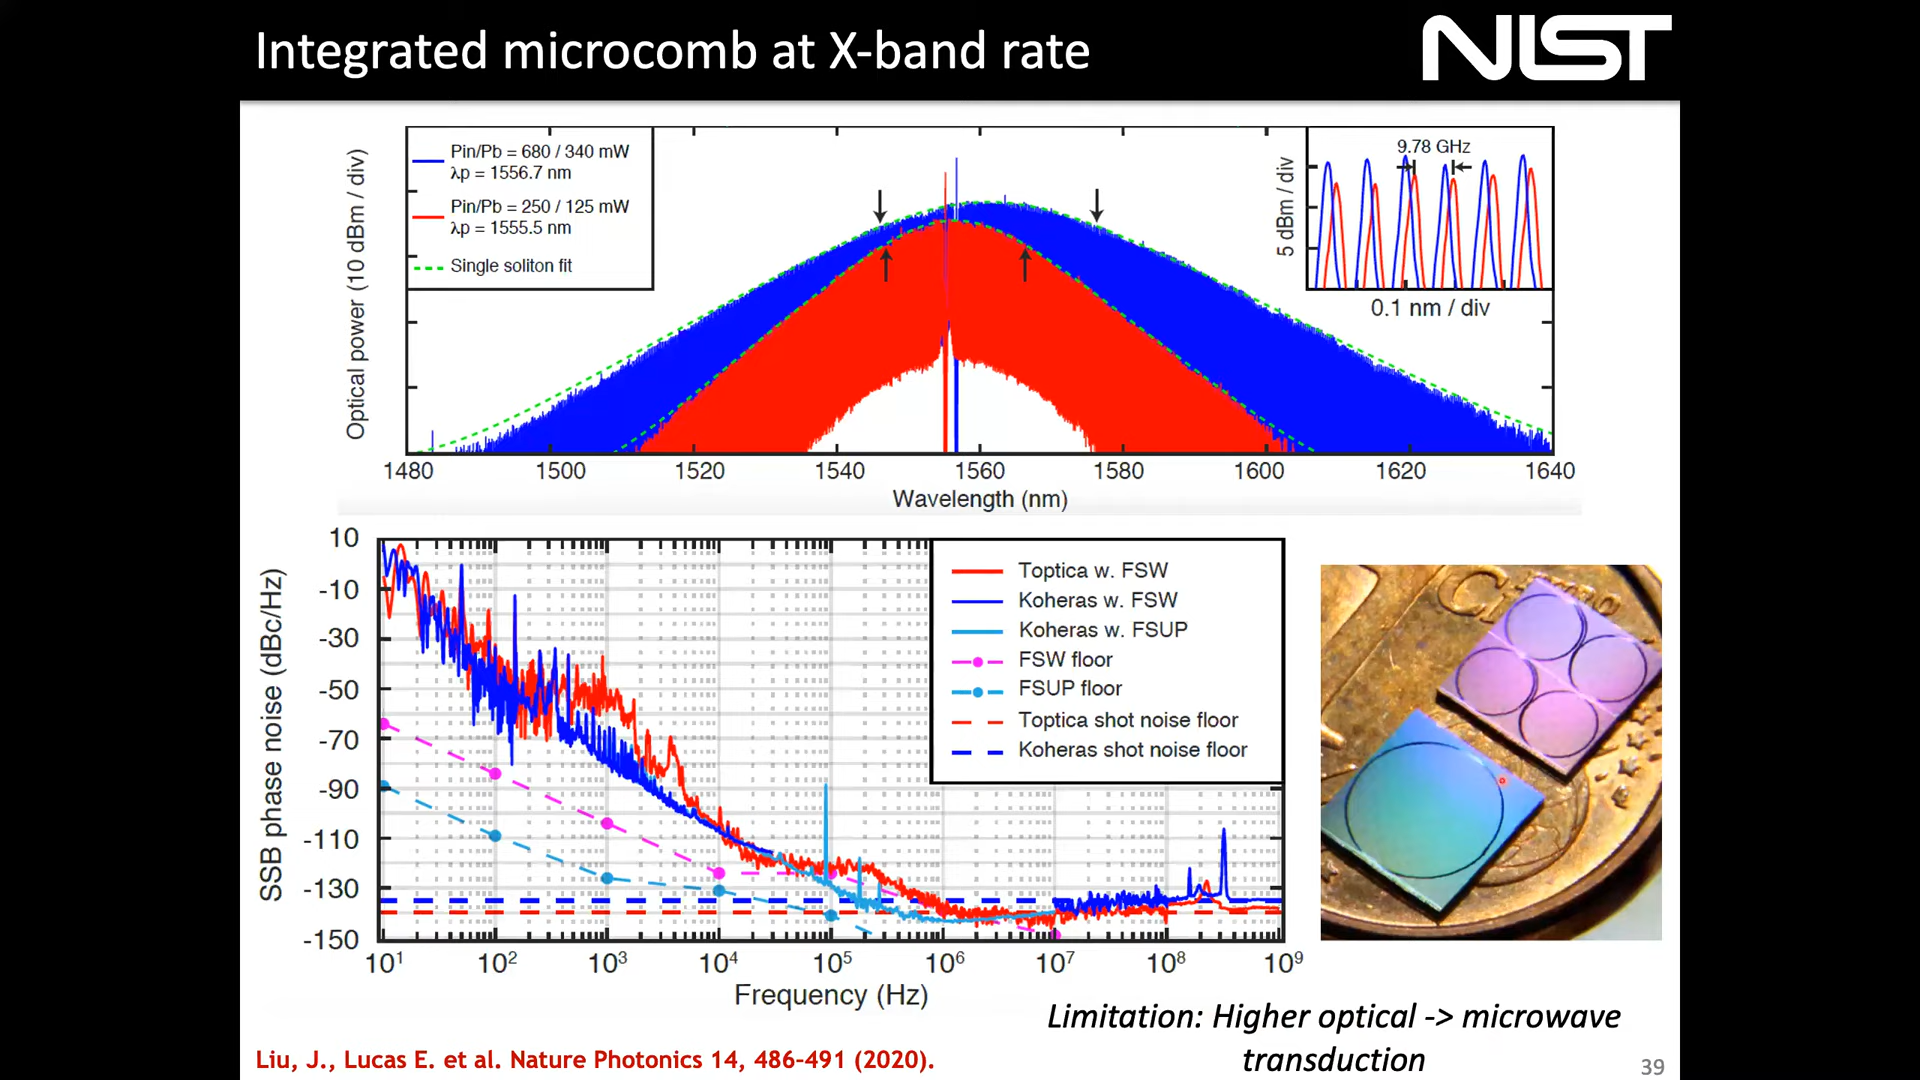 Integrated microcomb at X-band rate
NIST
Pin/Pb = 680 / 340 mW
λp = 1556.7 nm
Pin/Pb = 250 / 125 mW
λp = 1555.5 nm
Single soliton fit
Optical power (10 dBm / div)
1480
1500
1520
1540
1560
1580
1600
1620
1640
Wavelength (nm)
9.78 GHz
5 dBm / div
0.1 nm / div
SSB phase noise (dBc/Hz)
10
-10
-30
-50
-70
-90
-110
-130
-150
10¹
10²
10³
10⁴
10⁵
10⁶
10⁷
10⁸
10⁹
Frequency (Hz)
Toptica w. FSW
Koheras w. FSW
Koheras w. FSUP
FSW floor
FSUP floor
Toptica shot noise floor
Koheras shot noise floor
Limitation: Higher optical -> microwave
transduction
Liu, J., Lucas E. et al. Nature Photonics 14, 486–491 (2020).
39